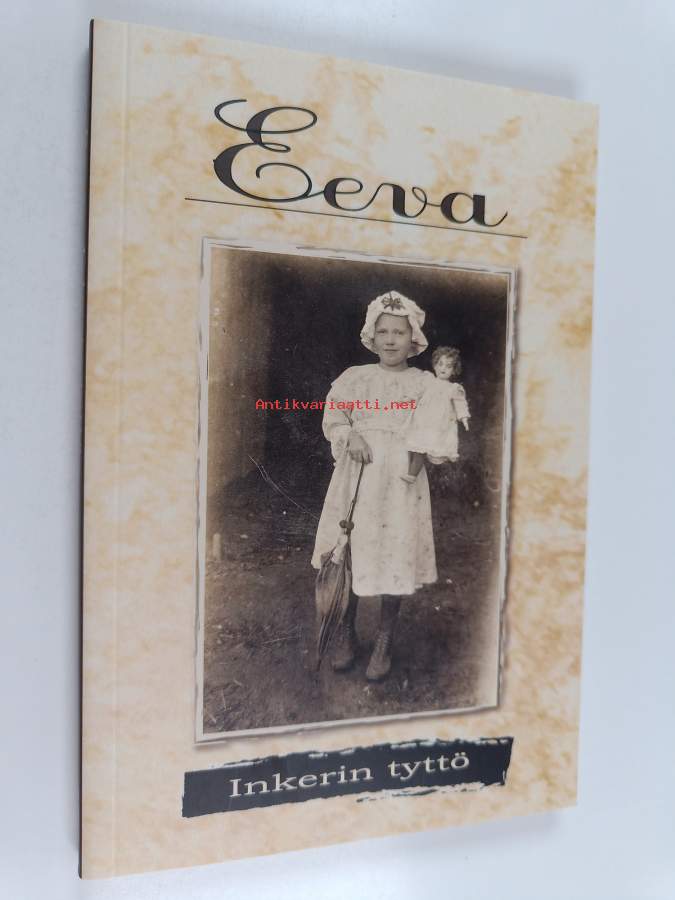 Eeva
Antikvariaatti.net
Inkerin tyttö